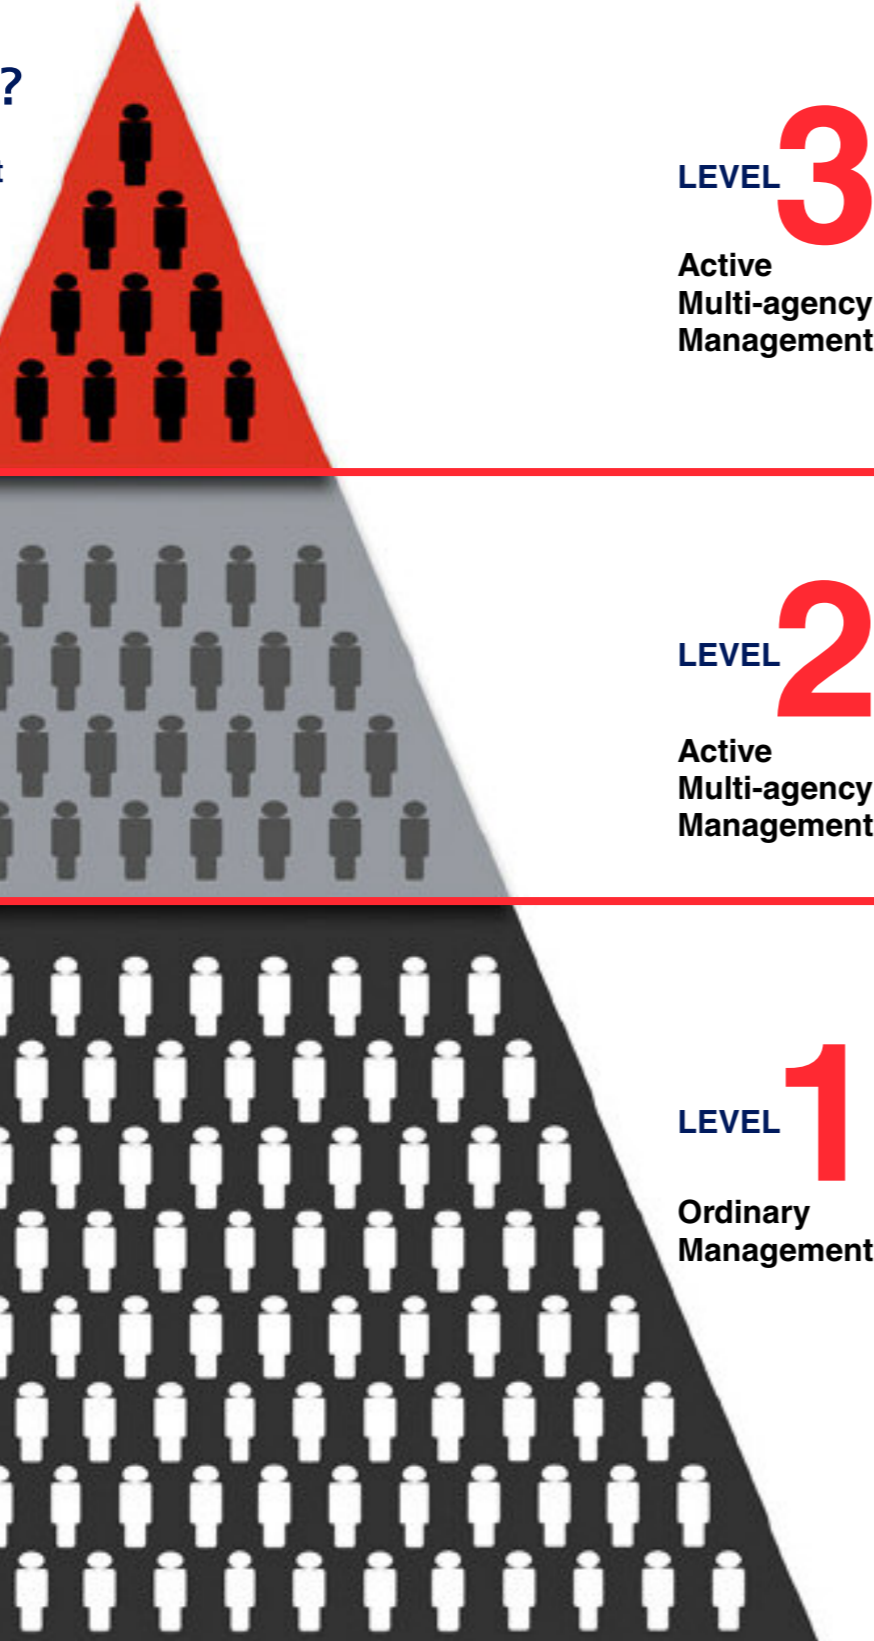 ?
t
LEVEL 3
Active
Multi-agency
Management
LEVEL 2
Active
Multi-agency
Management
LEVEL 1
Ordinary
Management